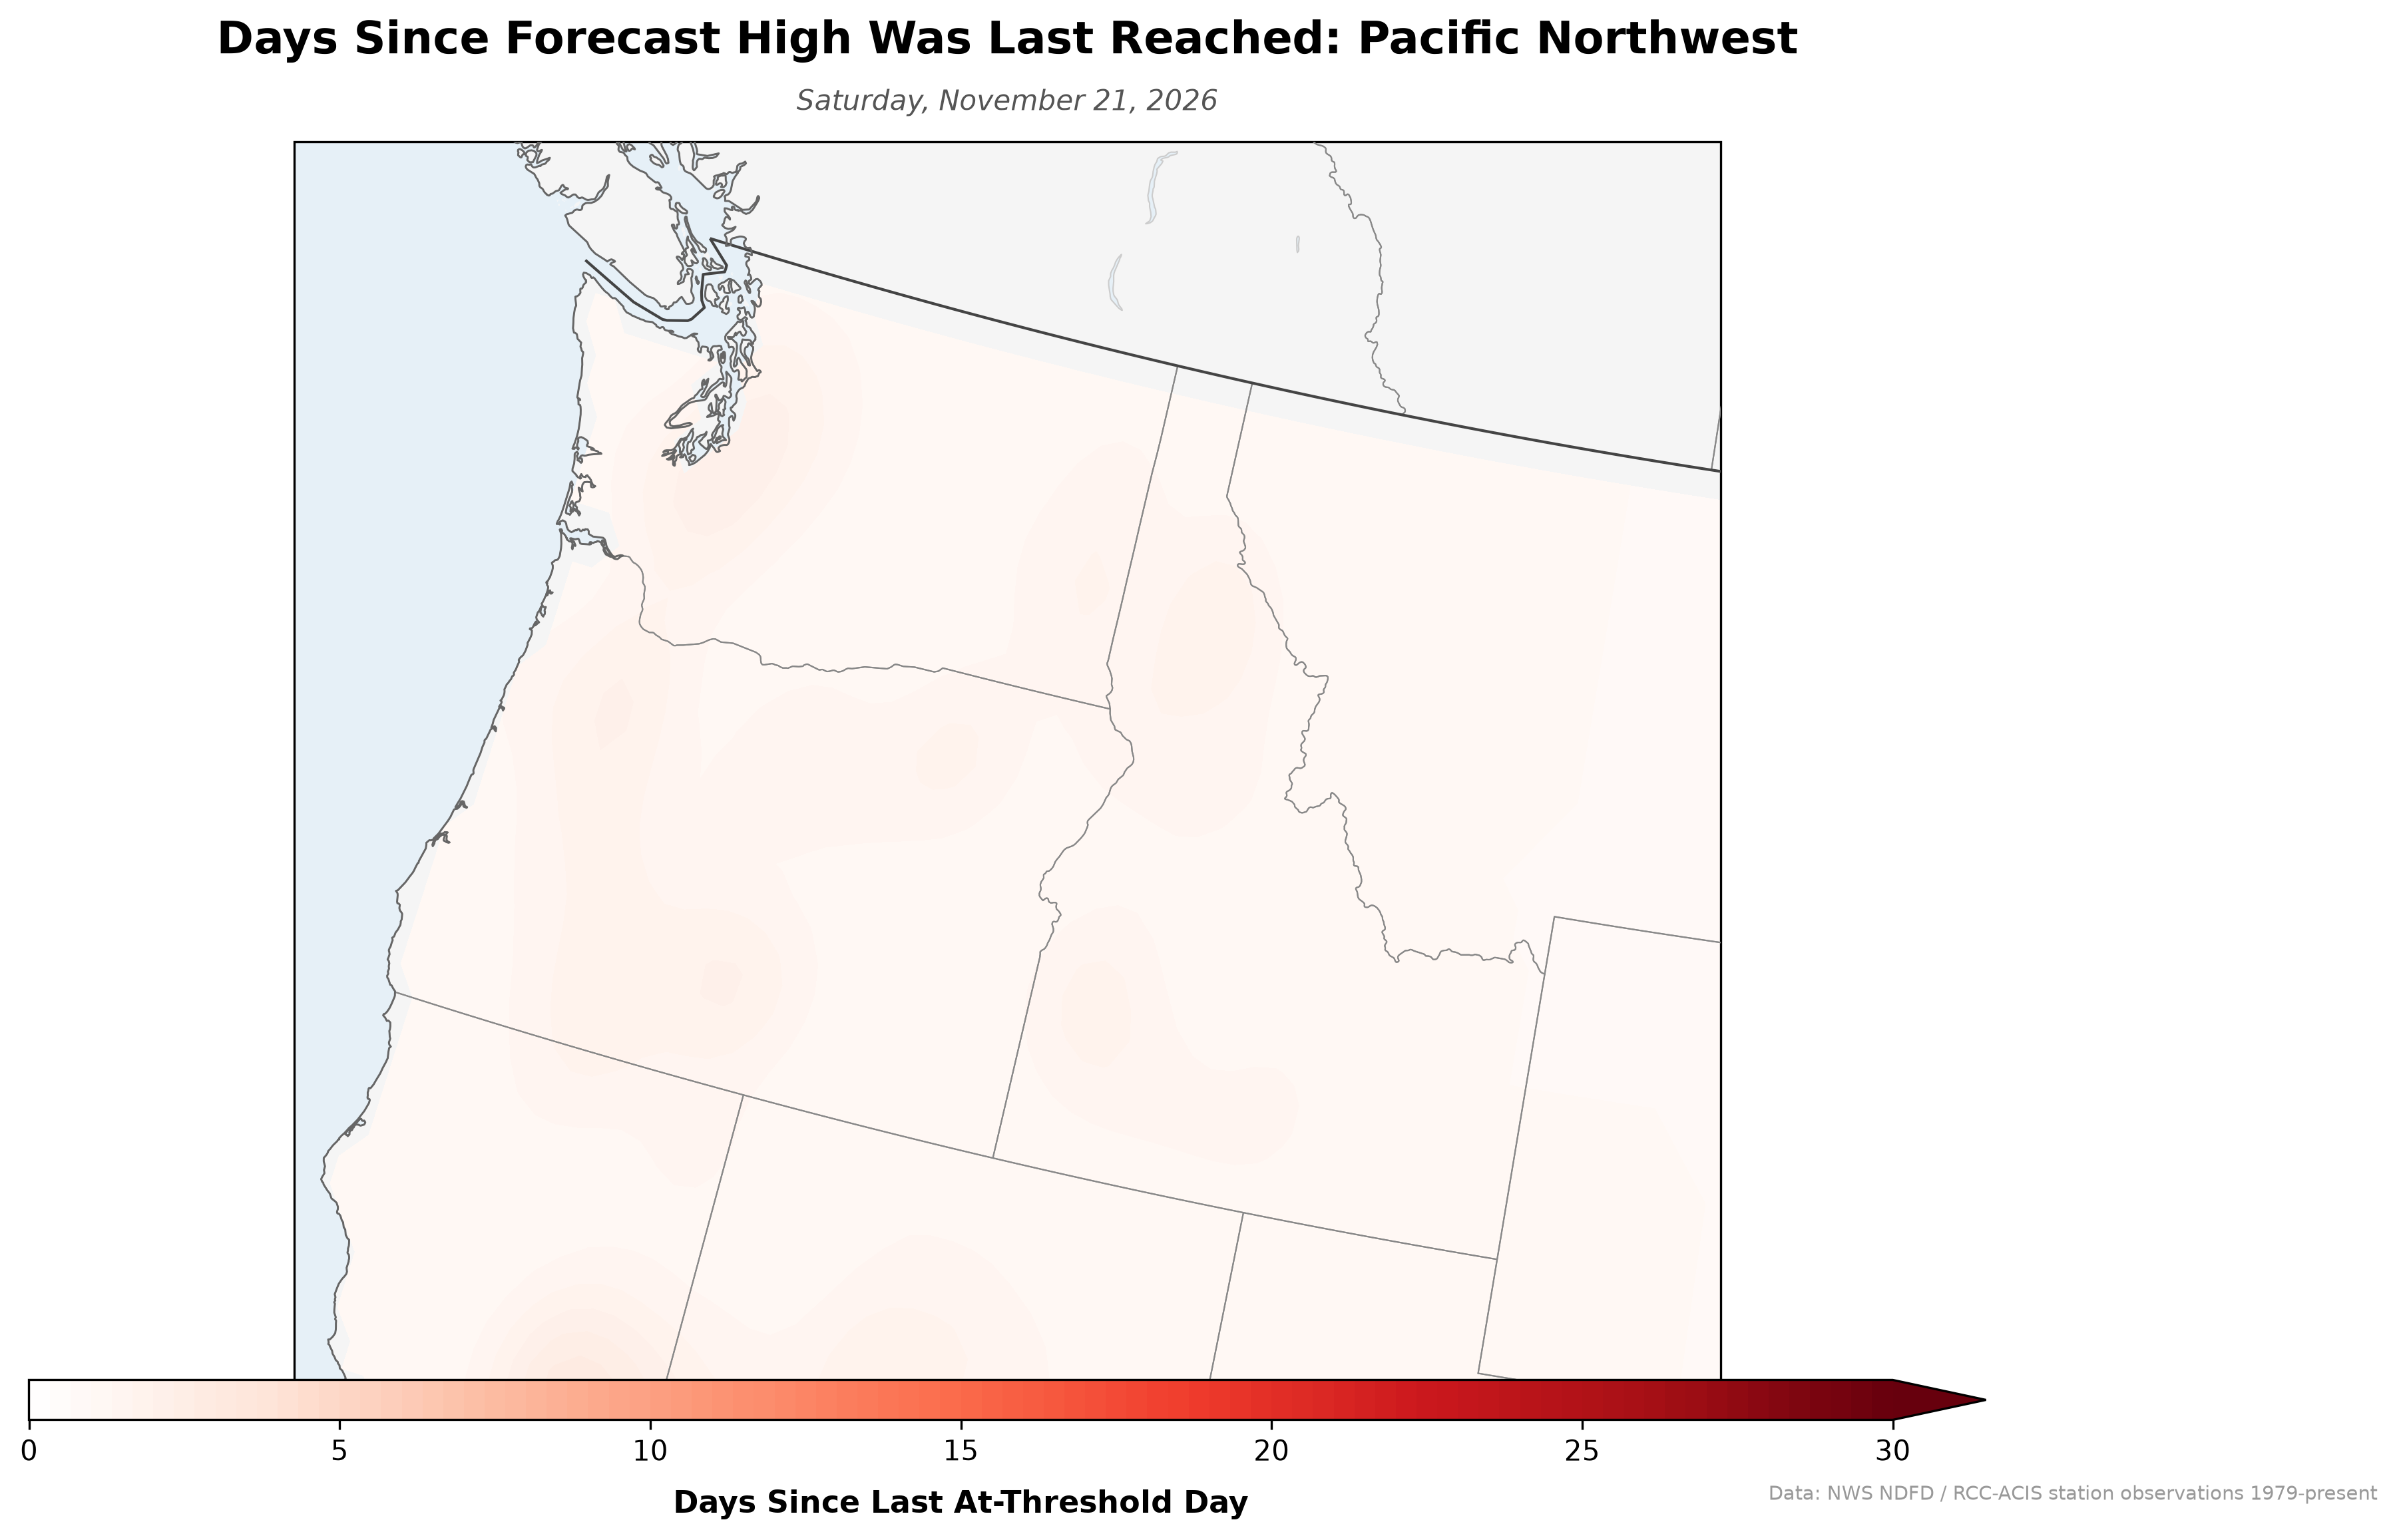 Days Since Forecast High Was Last Reached: Pacific Northwest
Saturday, November 21, 2026
0 5 10 15 20 25 30
Days Since Last At-Threshold Day
Data: NWS NDFD / RCC-ACIS station observations 1979-present